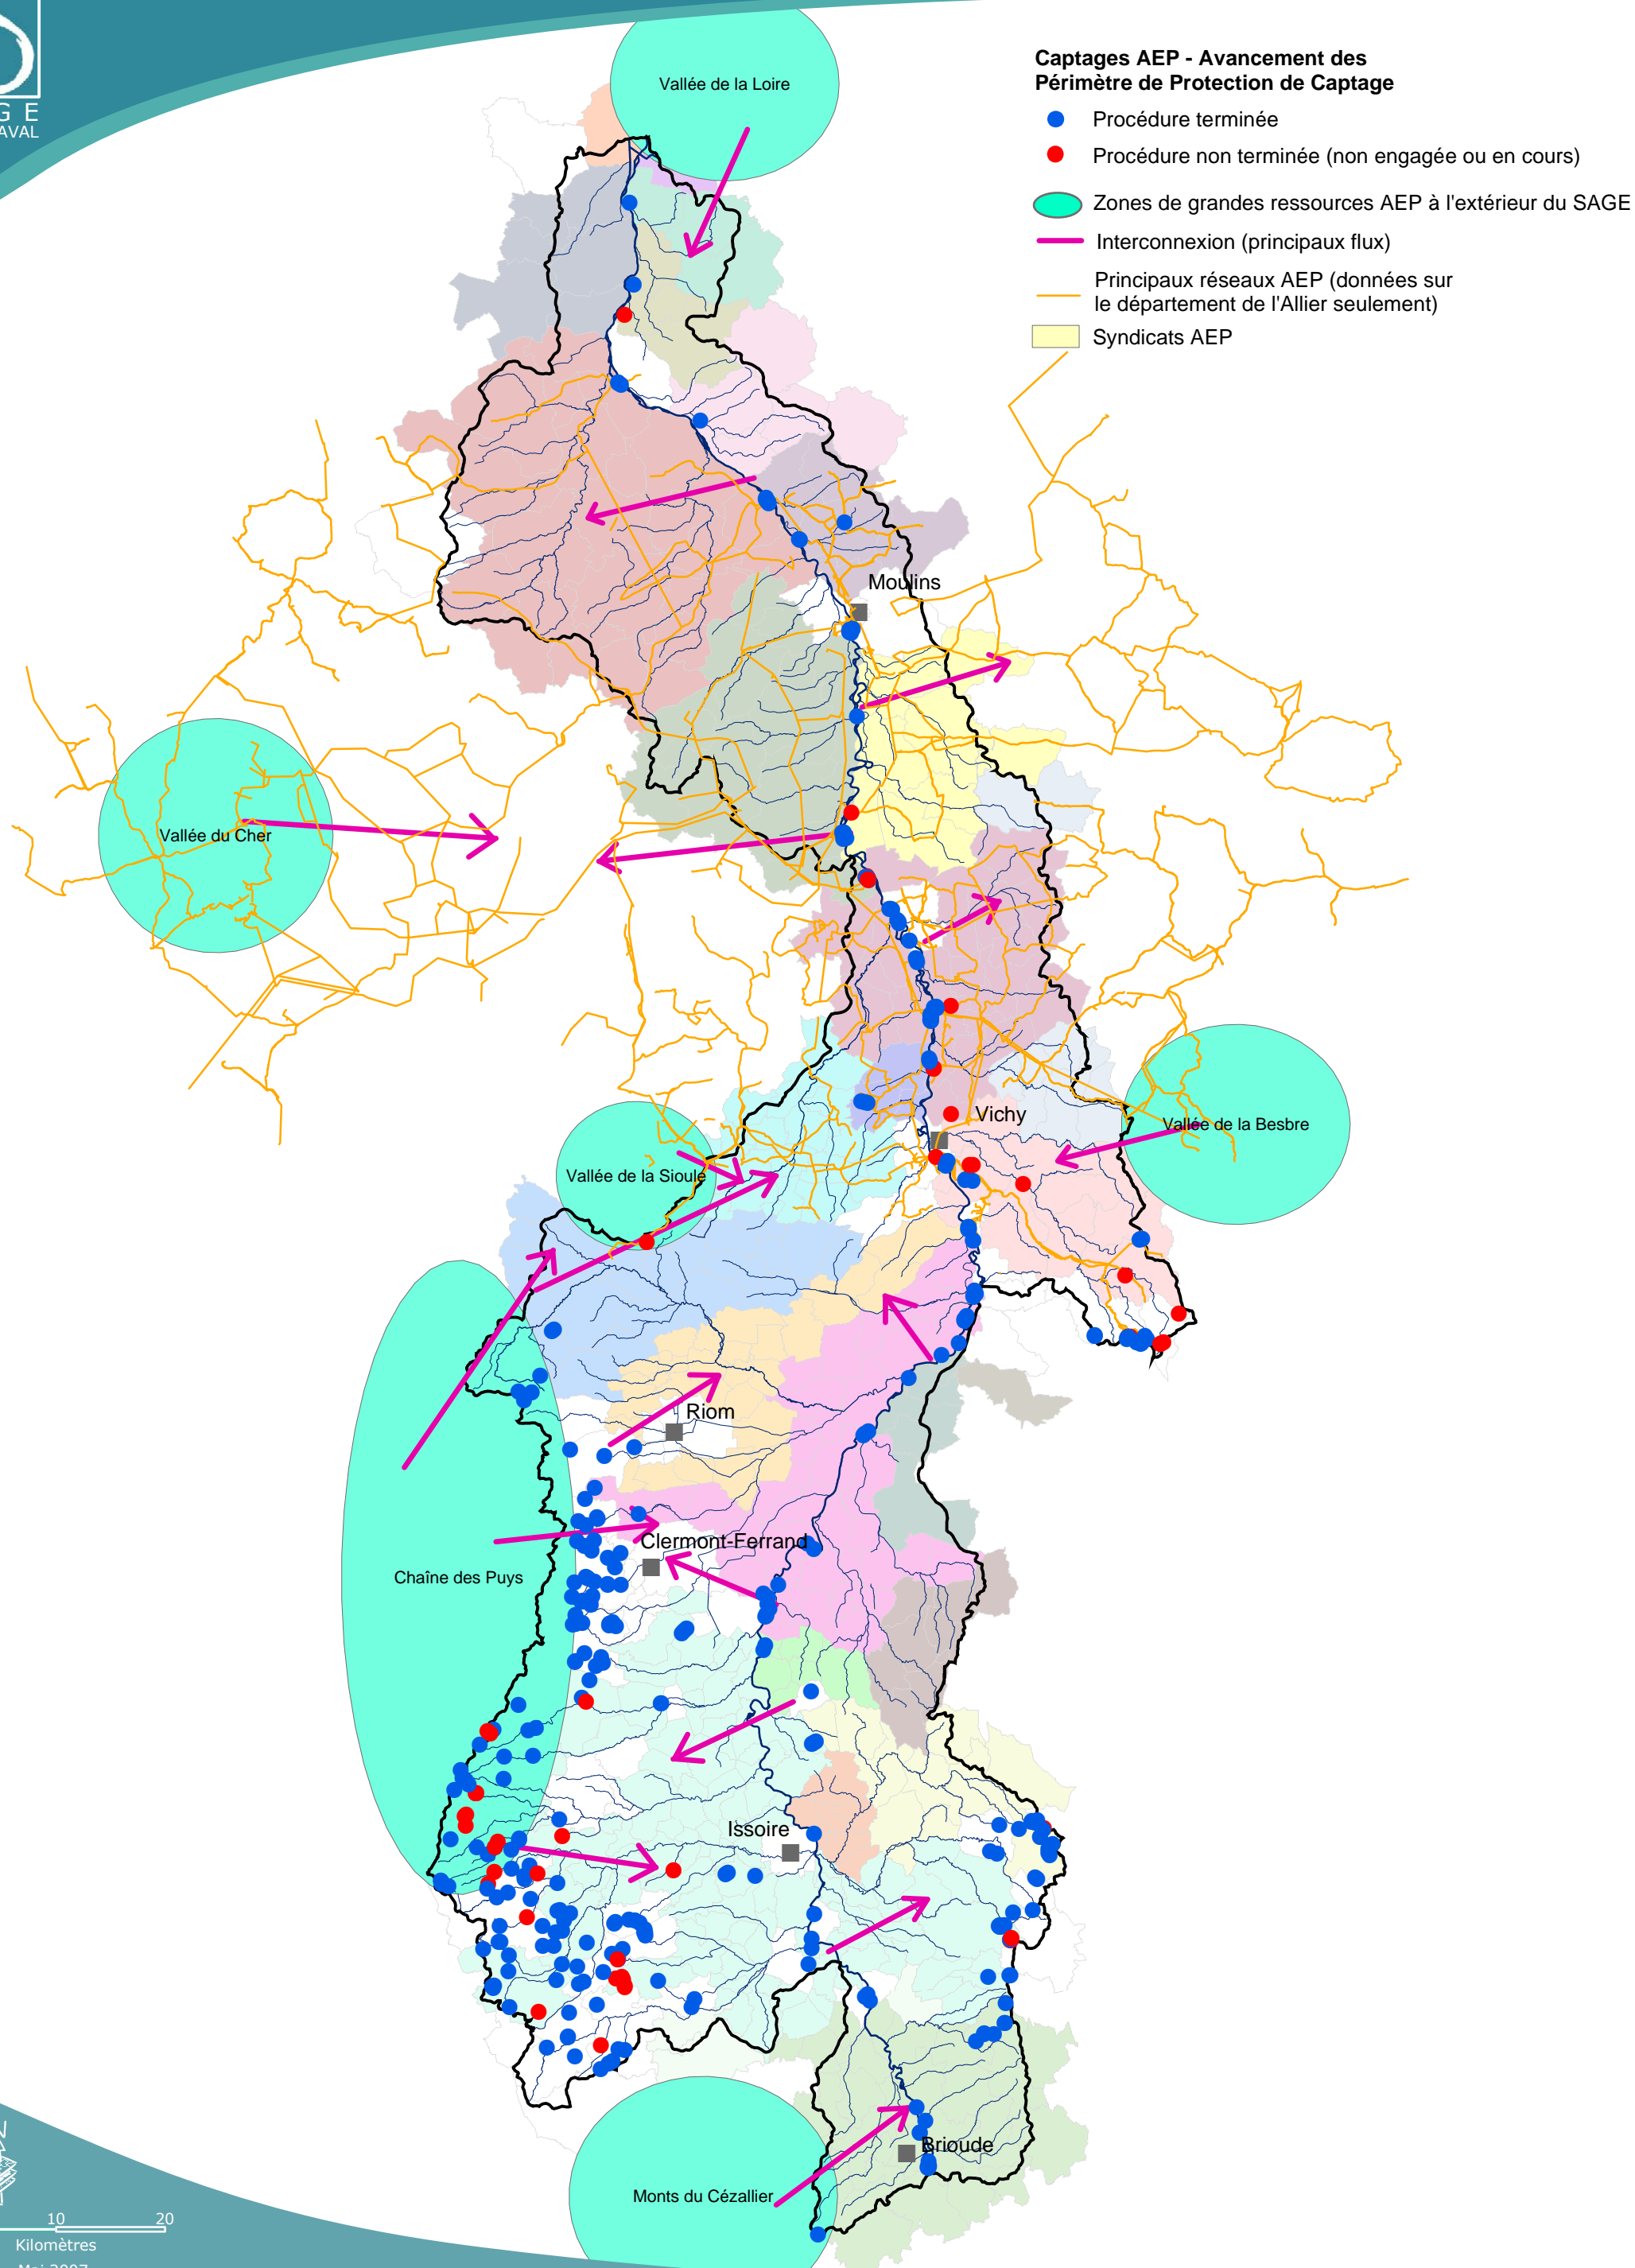 G E
AVAL
Captages AEP - Avancement des
Périmètre de Protection de Captage
Procédure terminée
Procédure non terminée (non engagée ou en cours)
Zones de grandes ressources AEP à l'extérieur du SAGE
Interconnexion (principaux flux)
Principaux réseaux AEP (données sur
le département de l'Allier seulement)
Syndicats AEP
Vallée de la Loire
Moulins
Vallée du Cher
Vichy
Vallée de la Besbre
Vallée de la Sioule
Riom
Clermont-Ferrand
Chaîne des Puys
Issoire
Brioude
Monts du Cézallier
10 20
Kilomètres
Mai 2007